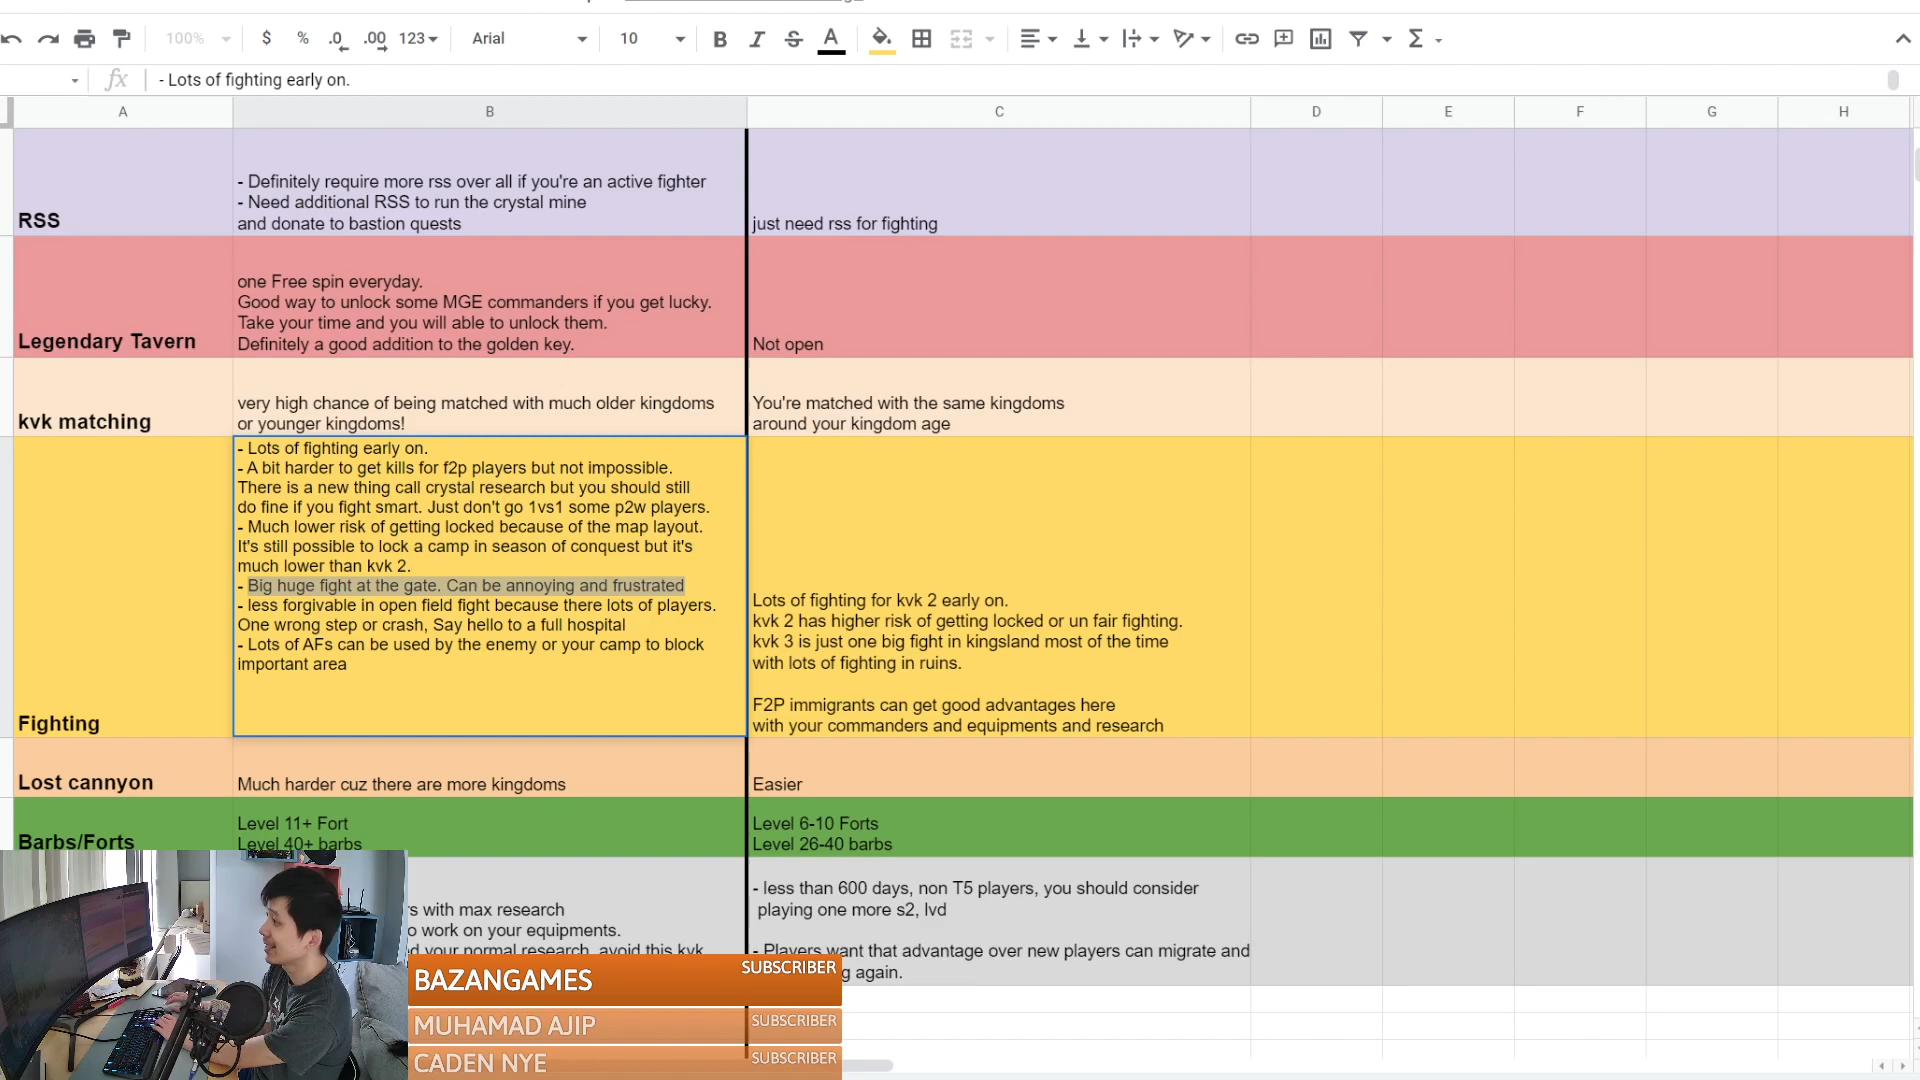 100%
$
%
.0
.00
123
Arial
10
B
I
S
A
Σ
fx
- Lots of fighting early on.
A
B
C
D
E
F
G
H
RSS
- Definitely require more rss over all if you're an active fighter
- Need additional RSS to run the crystal mine
and donate to bastion quests
just need rss for fighting
Legendary Tavern
one Free spin everyday.
Good way to unlock some MGE commanders if you get lucky.
Take your time and you will able to unlock them.
Definitely a good addition to the golden key.
Not open
kvk matching
very high chance of being matched with much older kingdoms
or younger kingdoms!
You're matched with the same kingdoms
around your kingdom age
Fighting
- Lots of fighting early on.
- A bit harder to get kills for f2p players but not impossible.
There is a new thing call crystal research but you should still
do fine if you fight smart. Just don't go 1vs1 some p2w players.
- Much lower risk of getting locked because of the map layout.
It's still possible to lock a camp in season of conquest but it's
much lower than kvk 2.
- Big huge fight at the gate. Can be annoying and frustrated
- less forgivable in open field fight because there lots of players.
One wrong step or crash, Say hello to a full hospital
- Lots of AFs can be used by the enemy or your camp to block
important area
Lots of fighting for kvk 2 early on.
kvk 2 has higher risk of getting locked or un fair fighting.
kvk 3 is just one big fight in kingsland most of the time
with lots of fighting in ruins.
F2P immigrants can get good advantages here
with your commanders and equipments and research
Lost cannyon
Much harder cuz there are more kingdoms
Easier
Barbs/Forts
Level 11+ Fort
Level 40+ barbs
Level 6-10 Forts
Level 26-40 barbs
with max research
work on your equipments.
your normal research, avoid this kvk
- less than 600 days, non T5 players, you should consider
playing one more s2, lvd
- Players want that advantage over new players can migrate and
again.
BAZANGAMES SUBSCRIBER
MUHAMAD AJIP SUBSCRIBER
CADEN NYE SUBSCRIBER